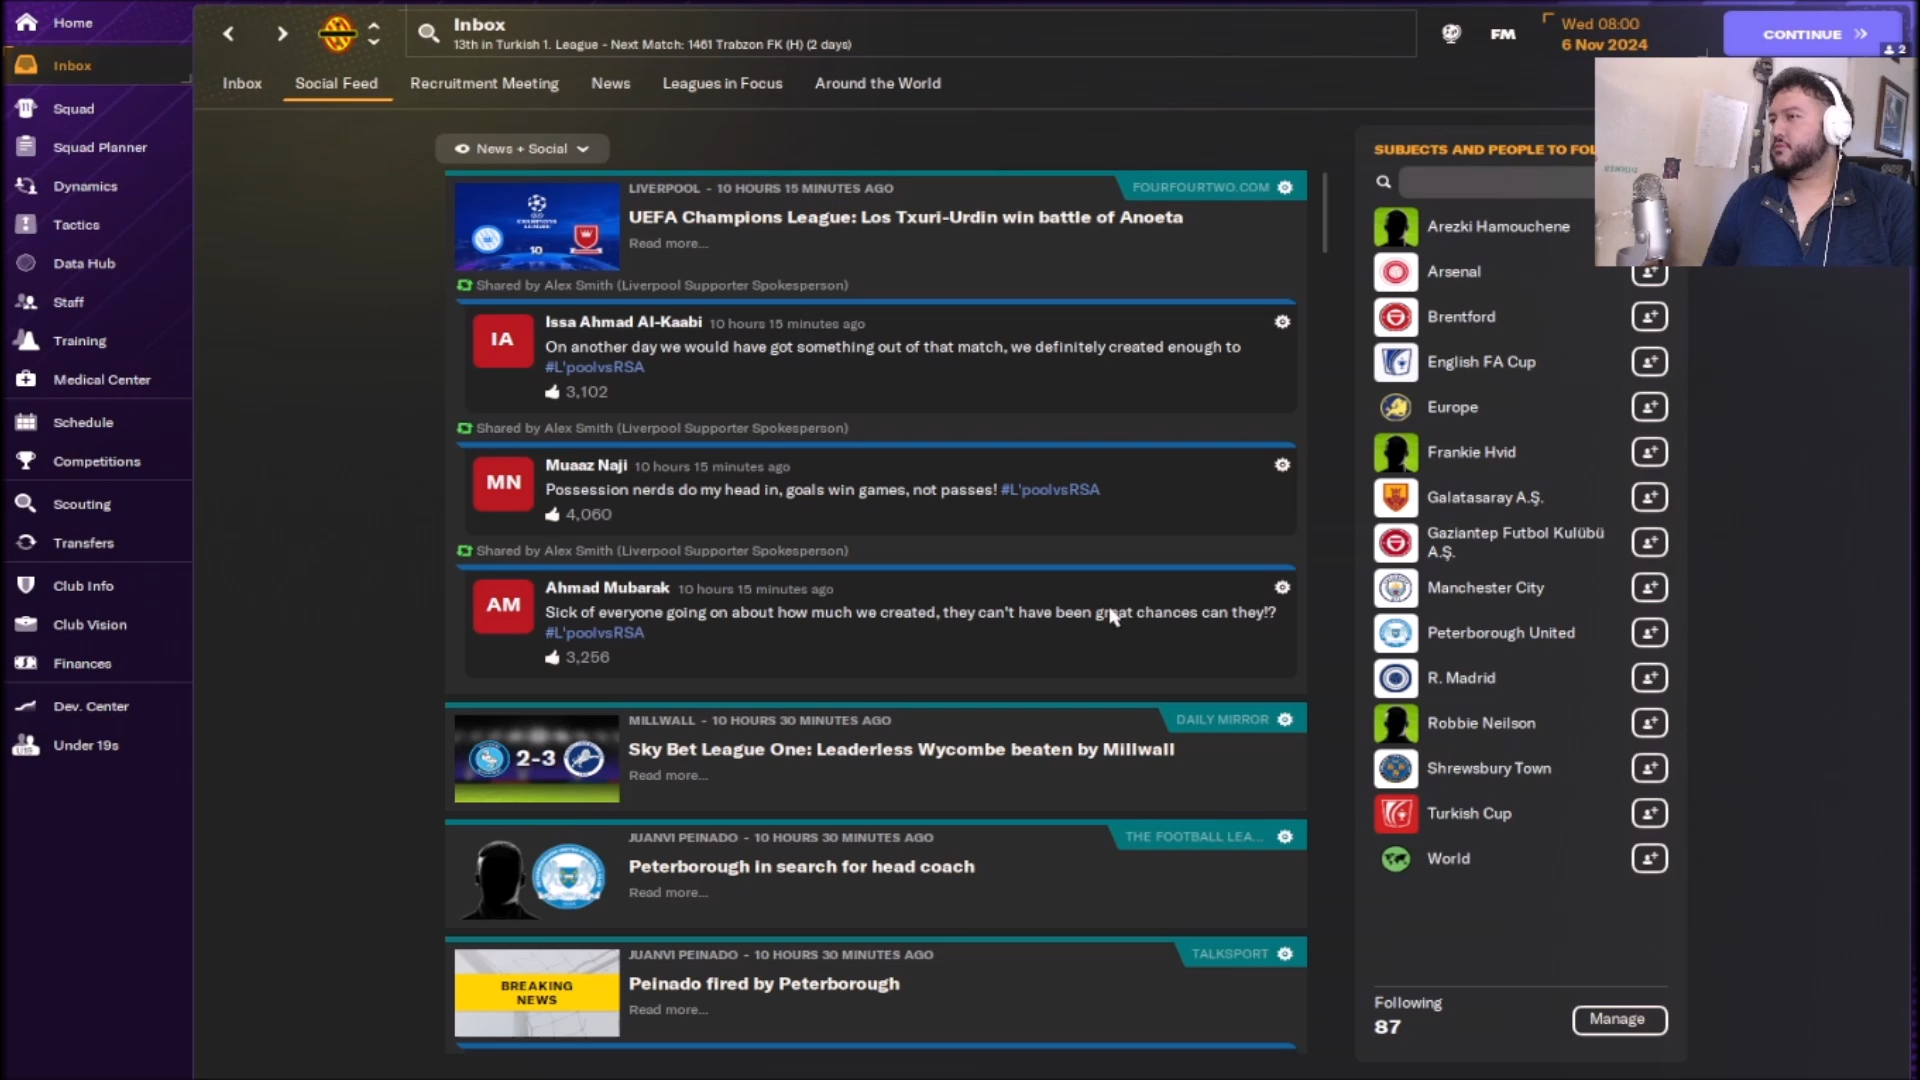 Home
Inbox
Squad
Squad Planner
Dynamics
Tactics
Data Hub
Staff
Training
Medical Center
Schedule
Competitions
Scouting
Transfers
Club Info
Club Vision
Finances
Dev. Center
Under 19s
Inbox
13th in Turkish 1. League - Next Match: 1461 Trabzon FK (H) (2 days)
FM
Wed 08:00
6 Nov 2024
CONTINUE
2
Inbox
Social Feed
Recruitment Meeting
News
Leagues in Focus
Around the World
News + Social
LIVERPOOL - 10 HOURS 15 MINUTES AGO
FOURFOURTWO.COM
UEFA Champions League: Los Txuri-Urdin win battle of Anoeta
Read more...
10
Shared by Alex Smith (Liverpool Supporter Spokesperson)
IA
Issa Ahmad Al-Kaabi 10 hours 15 minutes ago
On another day we would have got something out of that match, we definitely created enough to
#L'poolvsRSA
3,102
Shared by Alex Smith (Liverpool Supporter Spokesperson)
MN
Muaaz Naji 10 hours 15 minutes ago
Possession nerds do my head in, goals win games, not passes! #L'poolvsRSA
4,060
Shared by Alex Smith (Liverpool Supporter Spokesperson)
AM
Ahmad Mubarak 10 hours 15 minutes ago
Sick of everyone going on about how much we created, they can't have been great chances can they!?
#L'poolvsRSA
3,256
MILLWALL - 10 HOURS 30 MINUTES AGO
DAILY MIRROR
2-3
Sky Bet League One: Leaderless Wycombe beaten by Millwall
Read more...
JUANVI PEINADO - 10 HOURS 30 MINUTES AGO
THE FOOTBALL LEA...
Peterborough in search for head coach
Read more...
JUANVI PEINADO - 10 HOURS 30 MINUTES AGO
TALKSPORT
BREAKING
NEWS
Peinado fired by Peterborough
Read more...
SUBJECTS AND PEOPLE TO FOL
Arezki Hamouchene
Arsenal
Brentford
English FA Cup
Europe
Frankie Hvid
Galatasaray A.Ş.
Gaziantep Futbol Kulübü
A.Ş.
Manchester City
Peterborough United
R. Madrid
Robbie Neilson
Shrewsbury Town
Turkish Cup
World
Following
87
Manage